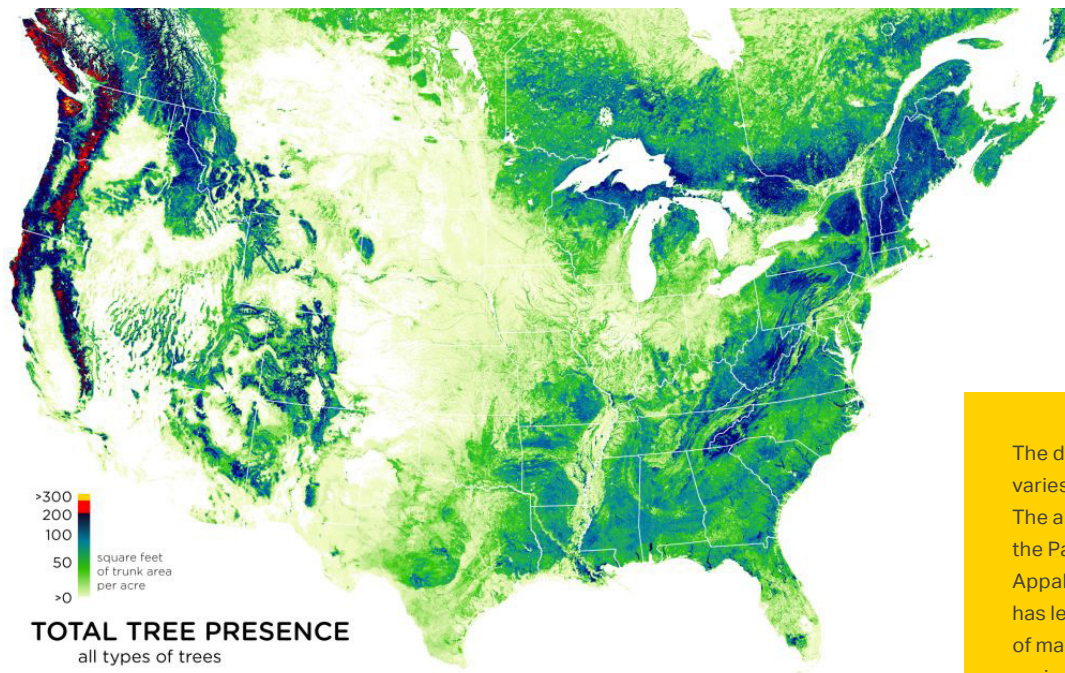 >300
200
100
50
>0
square feet
of trunk area
per acre
TOTAL TREE PRESENCE
all types of trees
The d
varies
The a
the Pa
Appal
has le
of ma